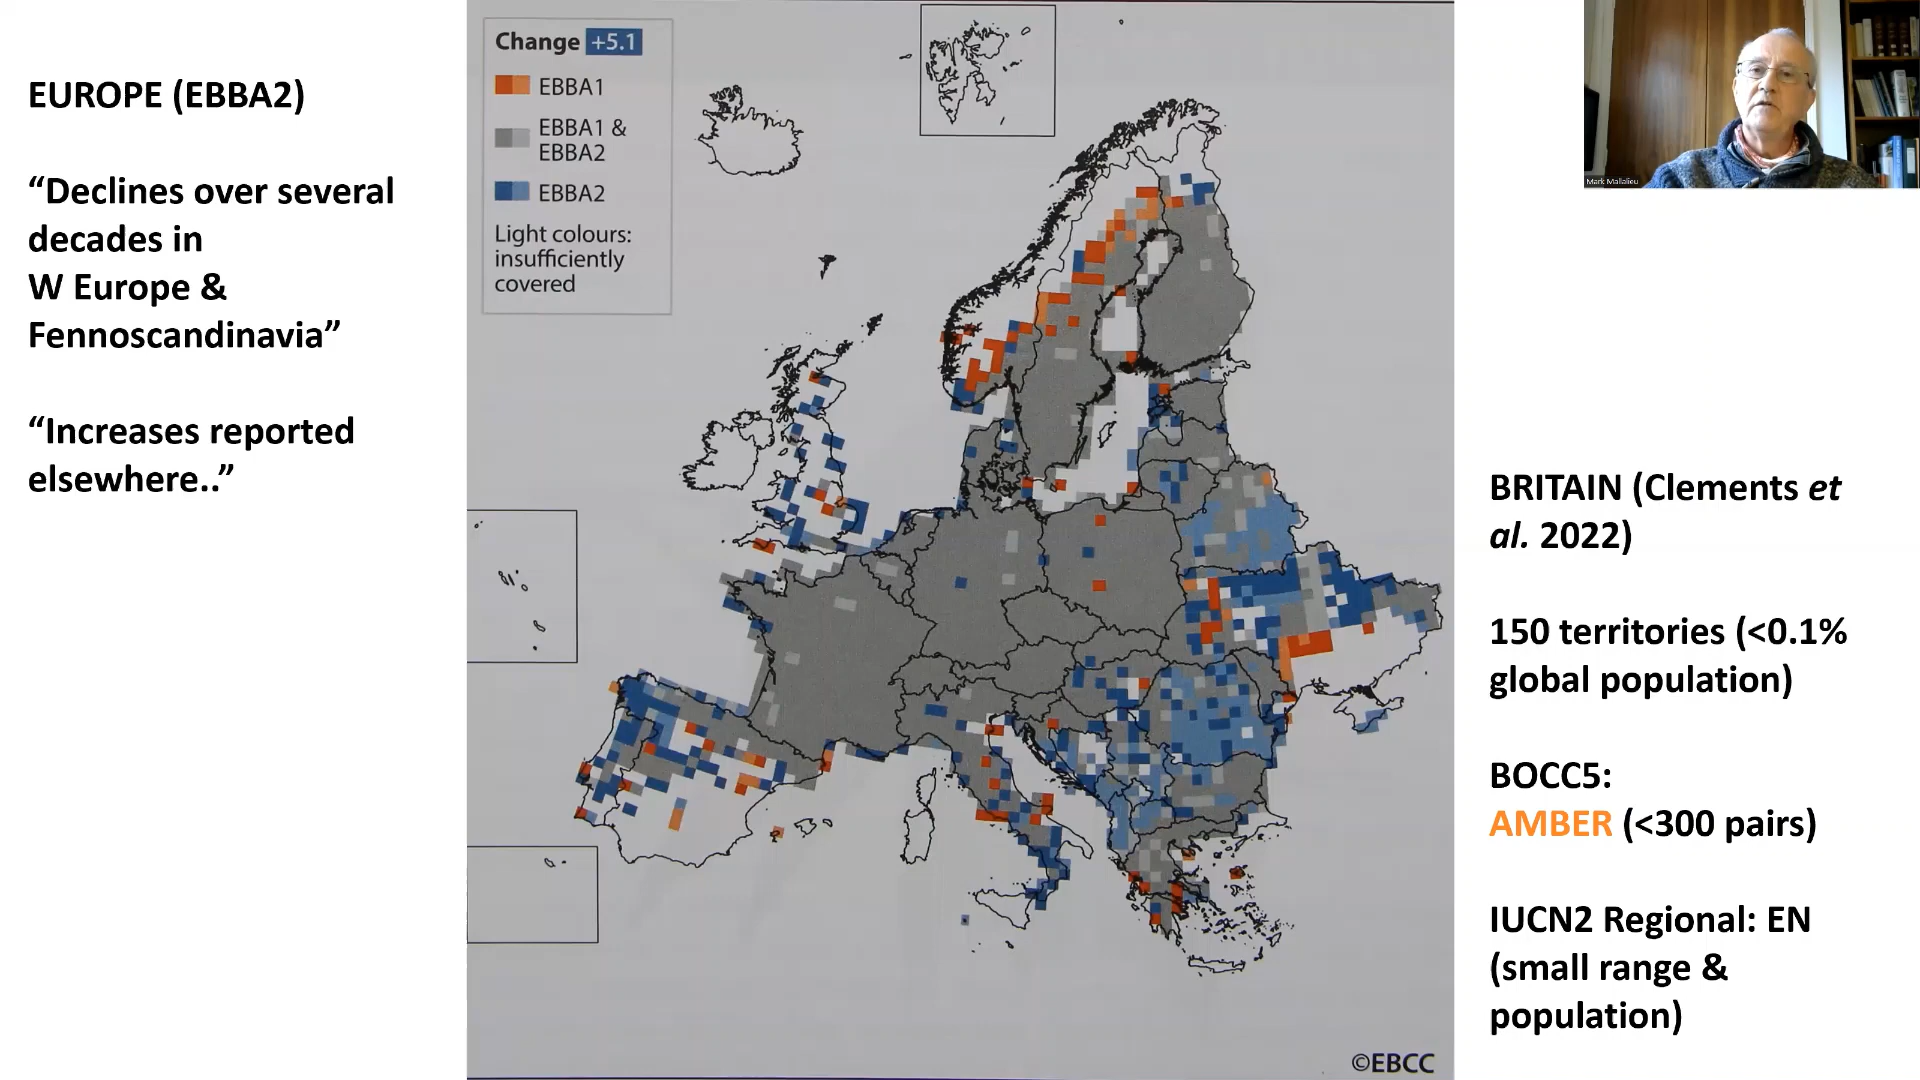 EUROPE (EBBA2)
“Declines over several
decades in
W Europe &
Fennoscandinavia”
“Increases reported
elsewhere..”
Change +5.1
EBBA1
EBBA1 &
EBBA2
EBBA2
Light colours:
insufficiently
covered
©EBCC
Mark Mallalieu
BRITAIN (Clements et
al. 2022)
150 territories (<0.1%
global population)
BOCC5:
AMBER (<300 pairs)
IUCN2 Regional: EN
(small range &
population)